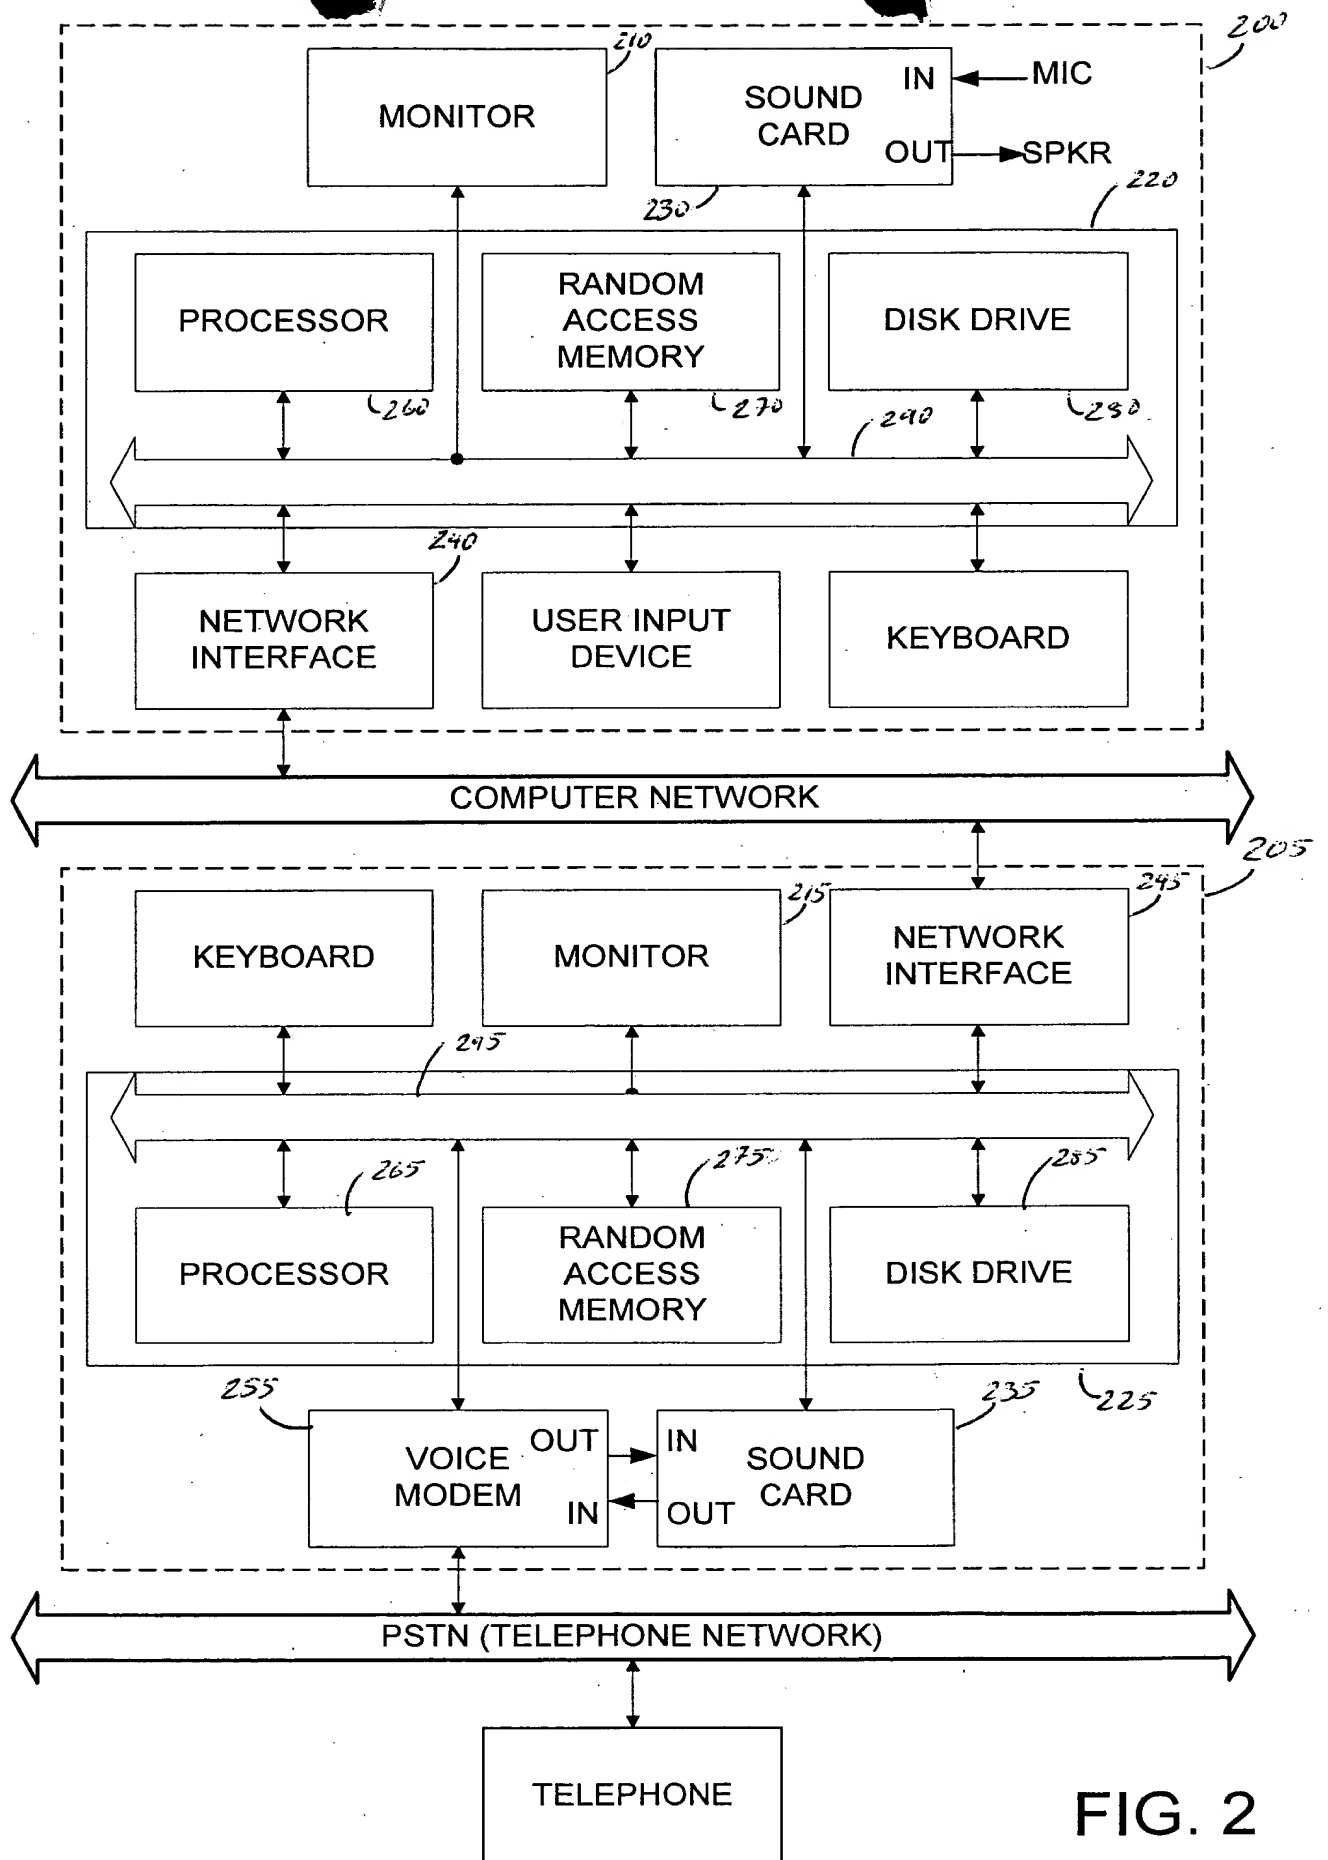 200
210
MONITOR
SOUND
CARD
IN
MIC
OUT
SPKR
230
220
PROCESSOR
RANDOM
ACCESS
MEMORY
DISK DRIVE
260
270
280
290
240
NETWORK
INTERFACE
USER INPUT
DEVICE
KEYBOARD
COMPUTER NETWORK
205
KEYBOARD
MONITOR
215
NETWORK
INTERFACE
245
295
265
275
285
PROCESSOR
RANDOM
ACCESS
MEMORY
DISK DRIVE
255
235
225
VOICE
MODEM
OUT
IN
IN
OUT
SOUND
CARD
PSTN (TELEPHONE NETWORK)
TELEPHONE
FIG. 2